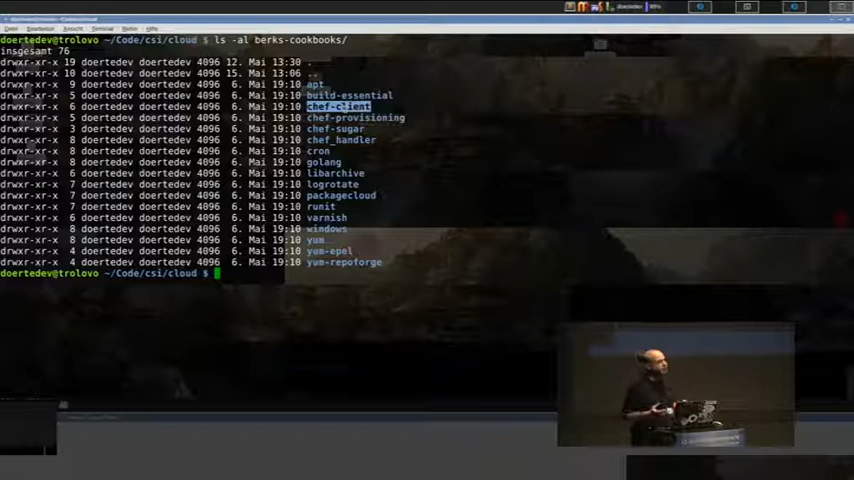 doertedev
Datei Bearbeiten Ansicht Terminal Reiter Hilfe
doertedev@trolovo ~/Code/csi/cloud $ ls -al berks-cookbooks/
insgesamt 76
drwxr-xr-x 19 doertedev doertedev 4096 12. Mai 13:30 .
drwxr-xr-x 10 doertedev doertedev 4096 15. Mai 13:06 ..
drwxr-xr-x 9 doertedev doertedev 4096 6. Mai 19:10 apt
drwxr-xr-x 5 doertedev doertedev 4096 6. Mai 19:10 build-essential
drwxr-xr-x 6 doertedev doertedev 4096 6. Mai 19:10 chef-client
drwxr-xr-x 5 doertedev doertedev 4096 6. Mai 19:10 chef-provisioning
drwxr-xr-x 3 doertedev doertedev 4096 6. Mai 19:10 chef-sugar
drwxr-xr-x 8 doertedev doertedev 4096 6. Mai 19:10 chef_handler
drwxr-xr-x 5 doertedev doertedev 4096 6. Mai 19:10 cron
drwxr-xr-x 8 doertedev doertedev 4096 6. Mai 19:10 golang
drwxr-xr-x 8 doertedev doertedev 4096 6. Mai 19:10 libarchive
drwxr-xr-x 7 doertedev doertedev 4096 6. Mai 19:10 logrotate
drwxr-xr-x 7 doertedev doertedev 4096 6. Mai 19:10 packagecloud
drwxr-xr-x 7 doertedev doertedev 4096 6. Mai 19:10 runit
drwxr-xr-x 6 doertedev doertedev 4096 6. Mai 19:10 varnish
drwxr-xr-x 8 doertedev doertedev 4096 6. Mai 19:10 windows
drwxr-xr-x 8 doertedev doertedev 4096 6. Mai 19:10 yum
drwxr-xr-x 4 doertedev doertedev 4096 6. Mai 19:10 yum-epel
drwxr-xr-x 4 doertedev doertedev 4096 6. Mai 19:10 yum-repoforge
doertedev@trolovo ~/Code/csi/cloud $